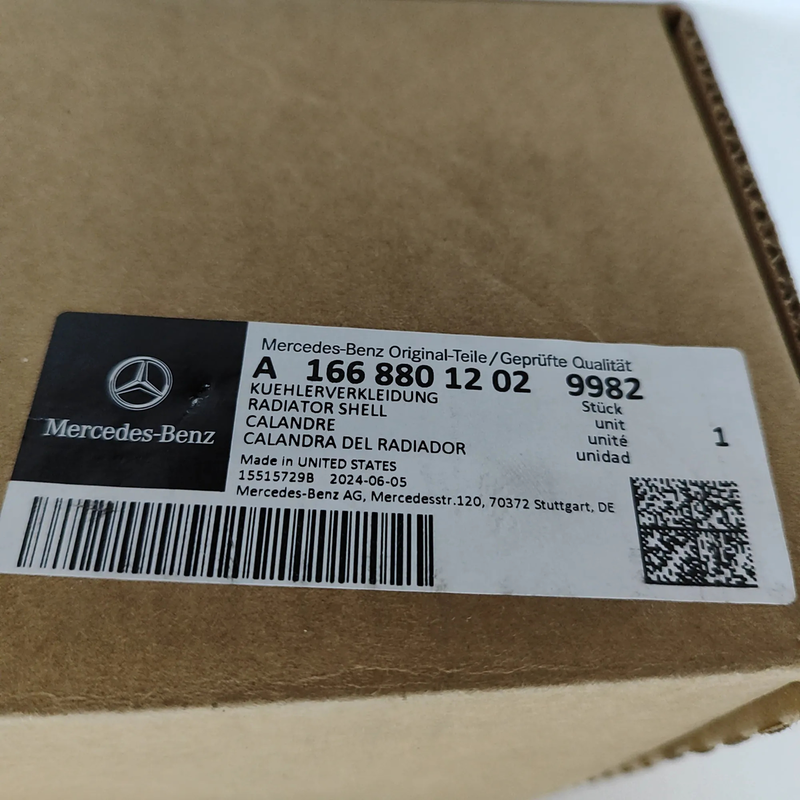 Mercedes-Benz
Mercedes-Benz Original-Teile/Geprüfte Qualität
A 166 880 12 02 9982
KUEHLERVERKLEIDUNG
RADIATOR SHELL
CALANDRE
CALANDRA DEL RADIADOR
Stück
unit
unité
unidad
1
Made in UNITED STATES
15515729B 2024-06-05
Mercedes-Benz AG, Mercedesstr.120, 70372 Stuttgart, DE